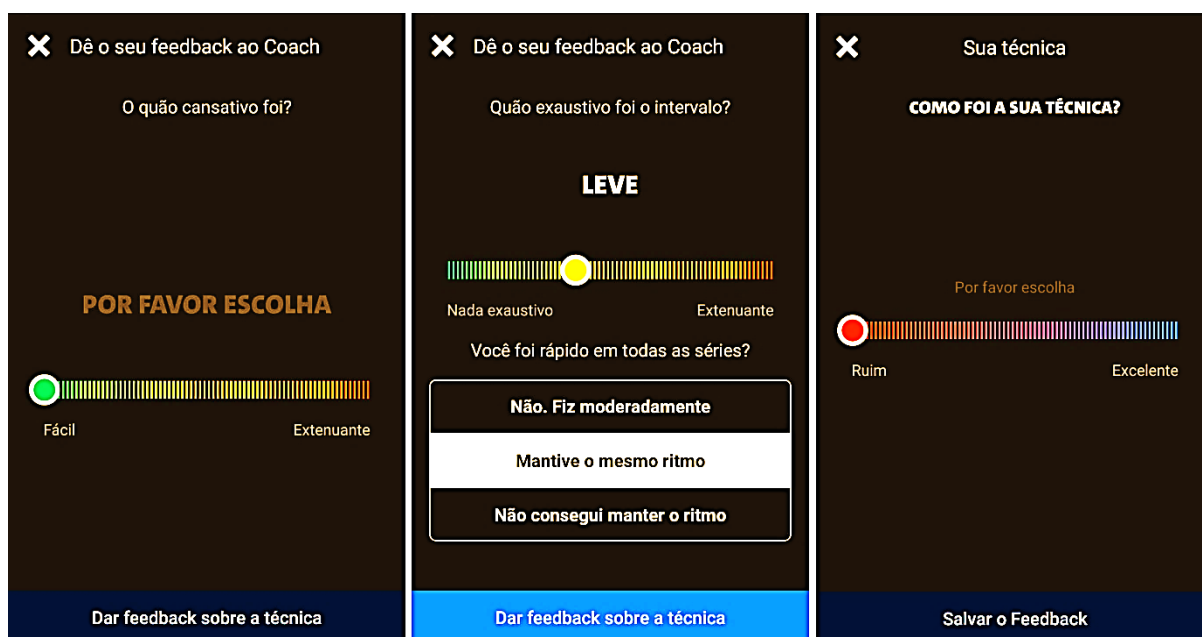 Dê o seu feedback ao Coach
O quão cansativo foi?
POR FAVOR ESCOLHA
Fácil
Extenuante
Dar feedback sobre a técnica
Dê o seu feedback ao Coach
Quão exaustivo foi o intervalo?
LEVE
Nada exaustivo
Extenuante
Você foi rápido em todas as séries?
Não. Fiz moderadamente
Mantive o mesmo ritmo
Não consegui manter o ritmo
Dar feedback sobre a técnica
Sua técnica
COMO FOI A SUA TÉCNICA?
Por favor escolha
Ruim
Excelente
Salvar o Feedback